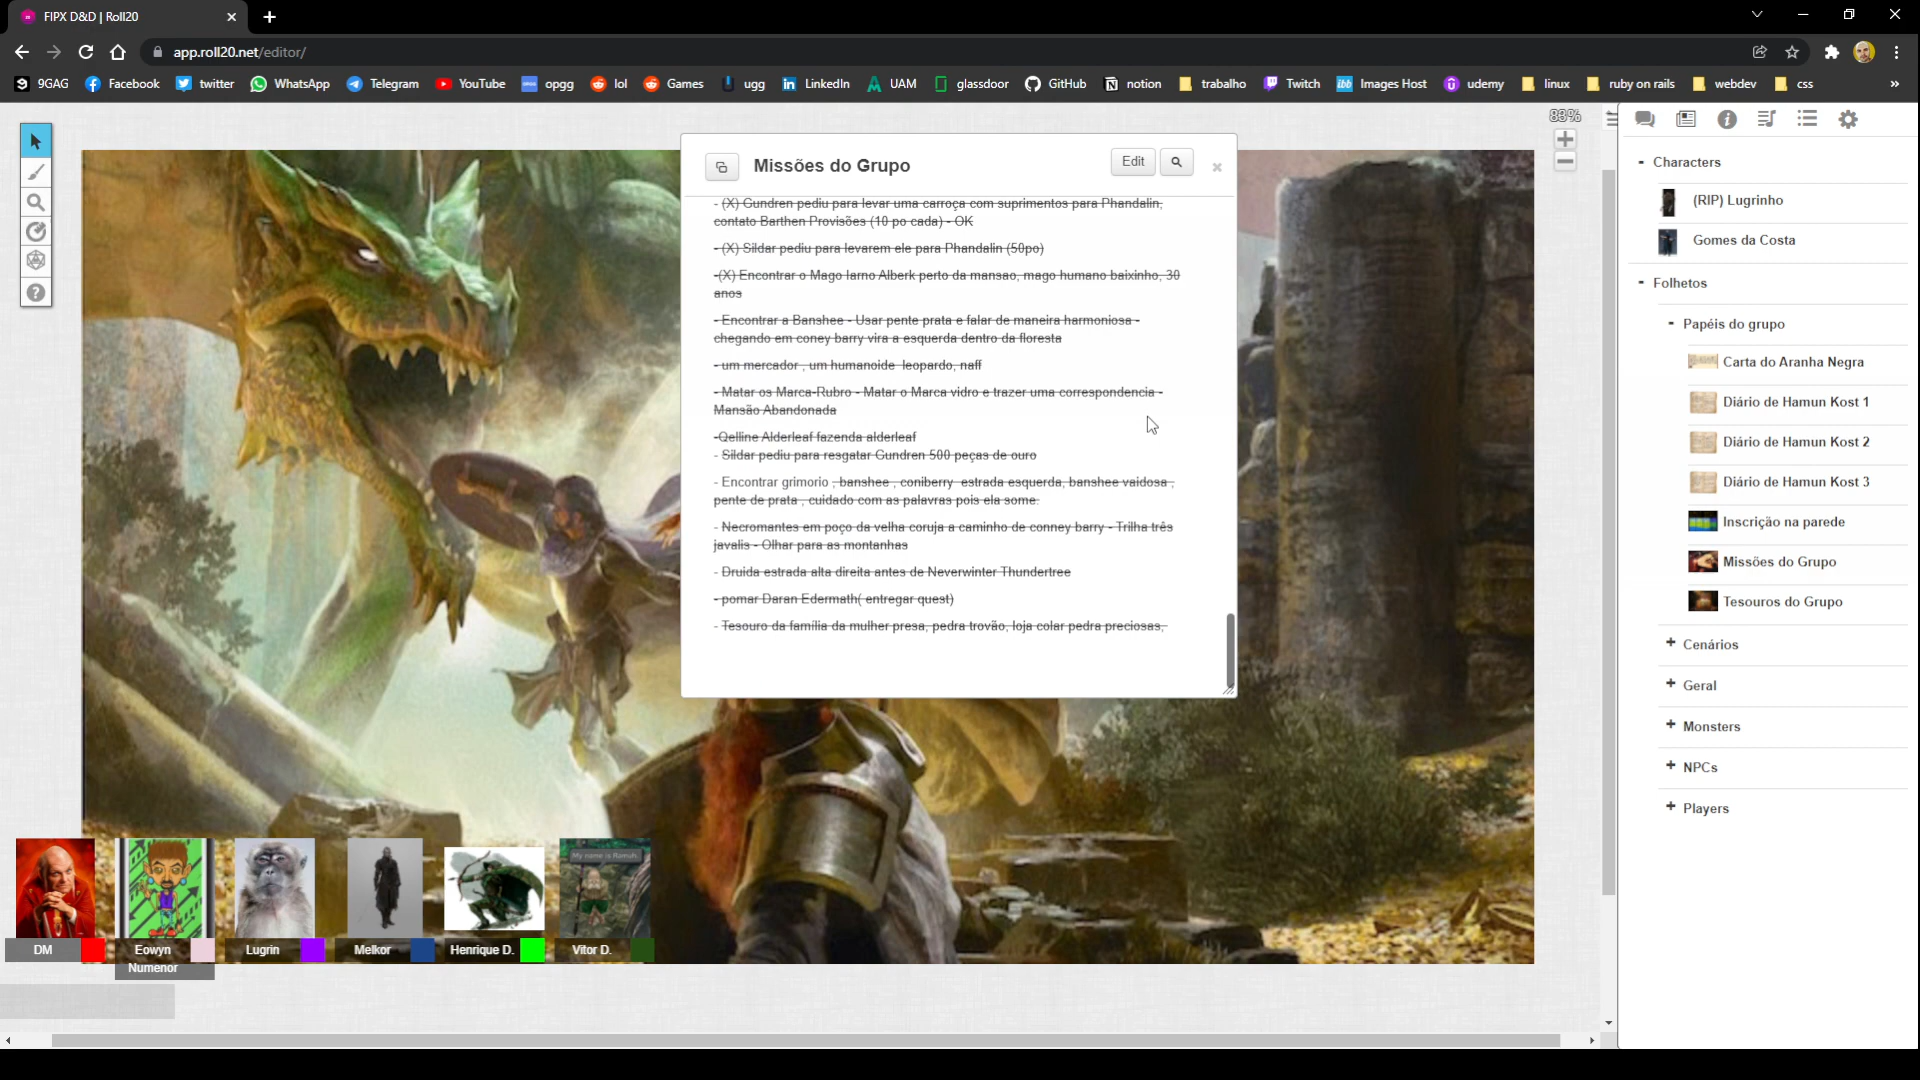 FIPX D&D | Roll20
app.roll20.net/editor/
9GAG
Facebook
twitter
WhatsApp
Telegram
YouTube
opgg
lol
Games
ugg
LinkedIn
UAM
glassdoor
GitHub
notion
trabalho
Twitch
Images Host
udemy
linux
ruby on rails
webdev
css
»
83%
Missões do Grupo
Edit
- (X) Gundren pediu para levar uma carroça com suprimentos para Phandalin,
contato Barthen Provisões (10 po cada) - OK
- (X) Sildar pediu para levarem ele para Phandalin (50po)
-(X) Encontrar o Mago Iarno Alberk perto da mansao, mago humano baixinho, 30
anos
- Encontrar a Banshee - Usar pente prata e falar de maneira harmoniosa -
chegando em coney barry vira a esquerda dentro da floresta
- um mercador , um humanoide leopardo, naff
- Matar os Marca-Rubro - Matar o Marca vidro e trazer uma correspondencia -
Mansão Abandonada
-Qelline Alderleaf fazenda alderleaf
- Sildar pediu para resgatar Gundren 500 peças de ouro
- Encontrar grimorio , banshee , coniberry estrada esquerda, banshee vaidosa ,
pente de prata , cuidado com as palavras pois ela some.
- Necromantes em poço da velha coruja a caminho de conney barry - Trilha três
javalis - Olhar para as montanhas
- Druida estrada alta direita antes de Neverwinter Thundertree
- pomar Daran Edermath( entregar quest)
- Tesouro da família da mulher presa, pedra trovão, loja colar pedra preciosas,
Characters
(RIP) Lugrinho
Gomes da Costa
Folhetos
Papéis do grupo
Carta do Aranha Negra
Diário de Hamun Kost 1
Diário de Hamun Kost 2
Diário de Hamun Kost 3
Inscrição na parede
Missões do Grupo
Tesouros do Grupo
Cenários
Geral
Monsters
NPCs
Players
My name is Ramuh
DM
Eowyn
Numenor
Lugrin
Melkor
Henrique D.
Vitor D.